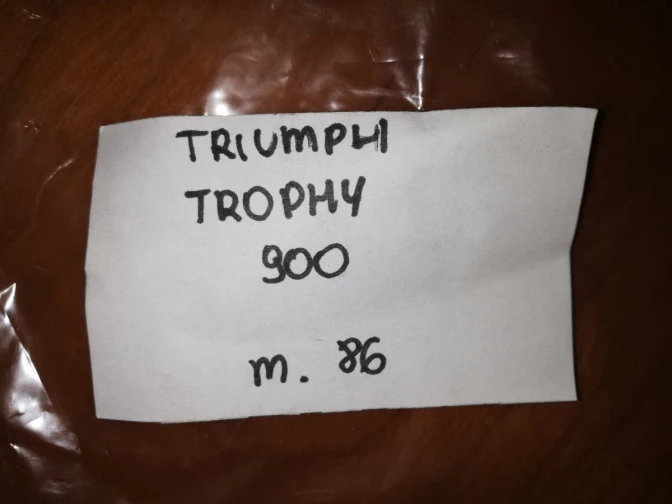 TRIUMPH
TROPHY
900
m. 86